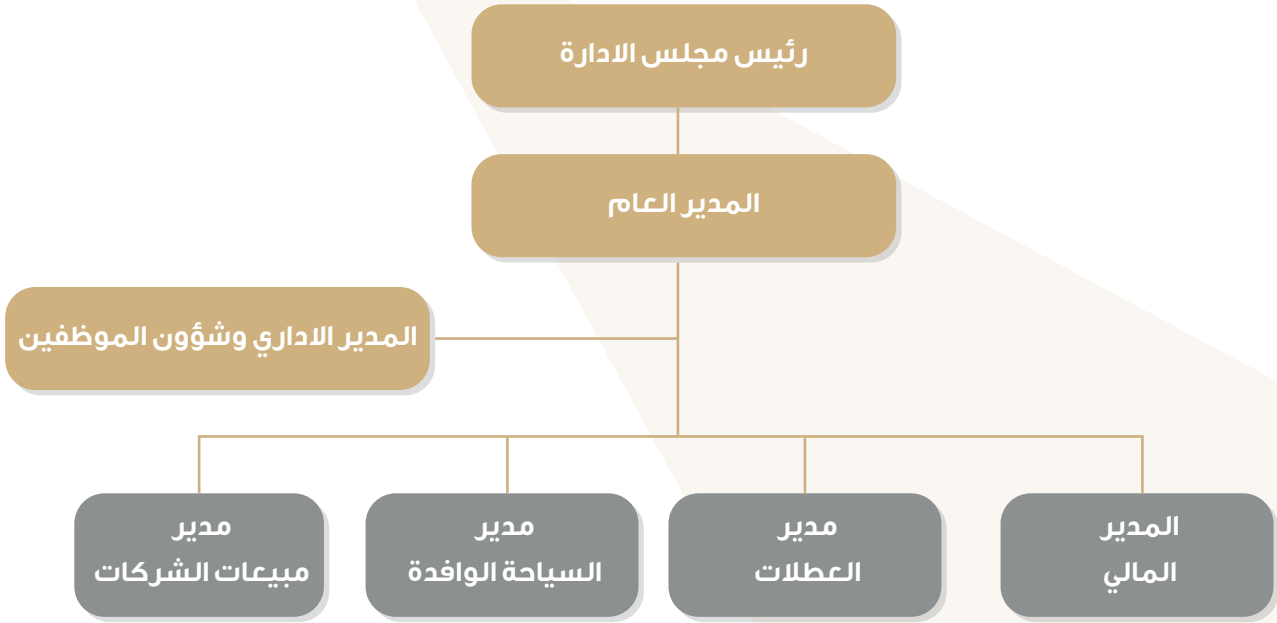 رئيس مجلس الادارة
المدير العام
المدير الاداري وشؤون الموظفين
المدير
المالي
مدير
العطلات
مدير
السياحة الوافدة
مدير
مبيعات الشركات